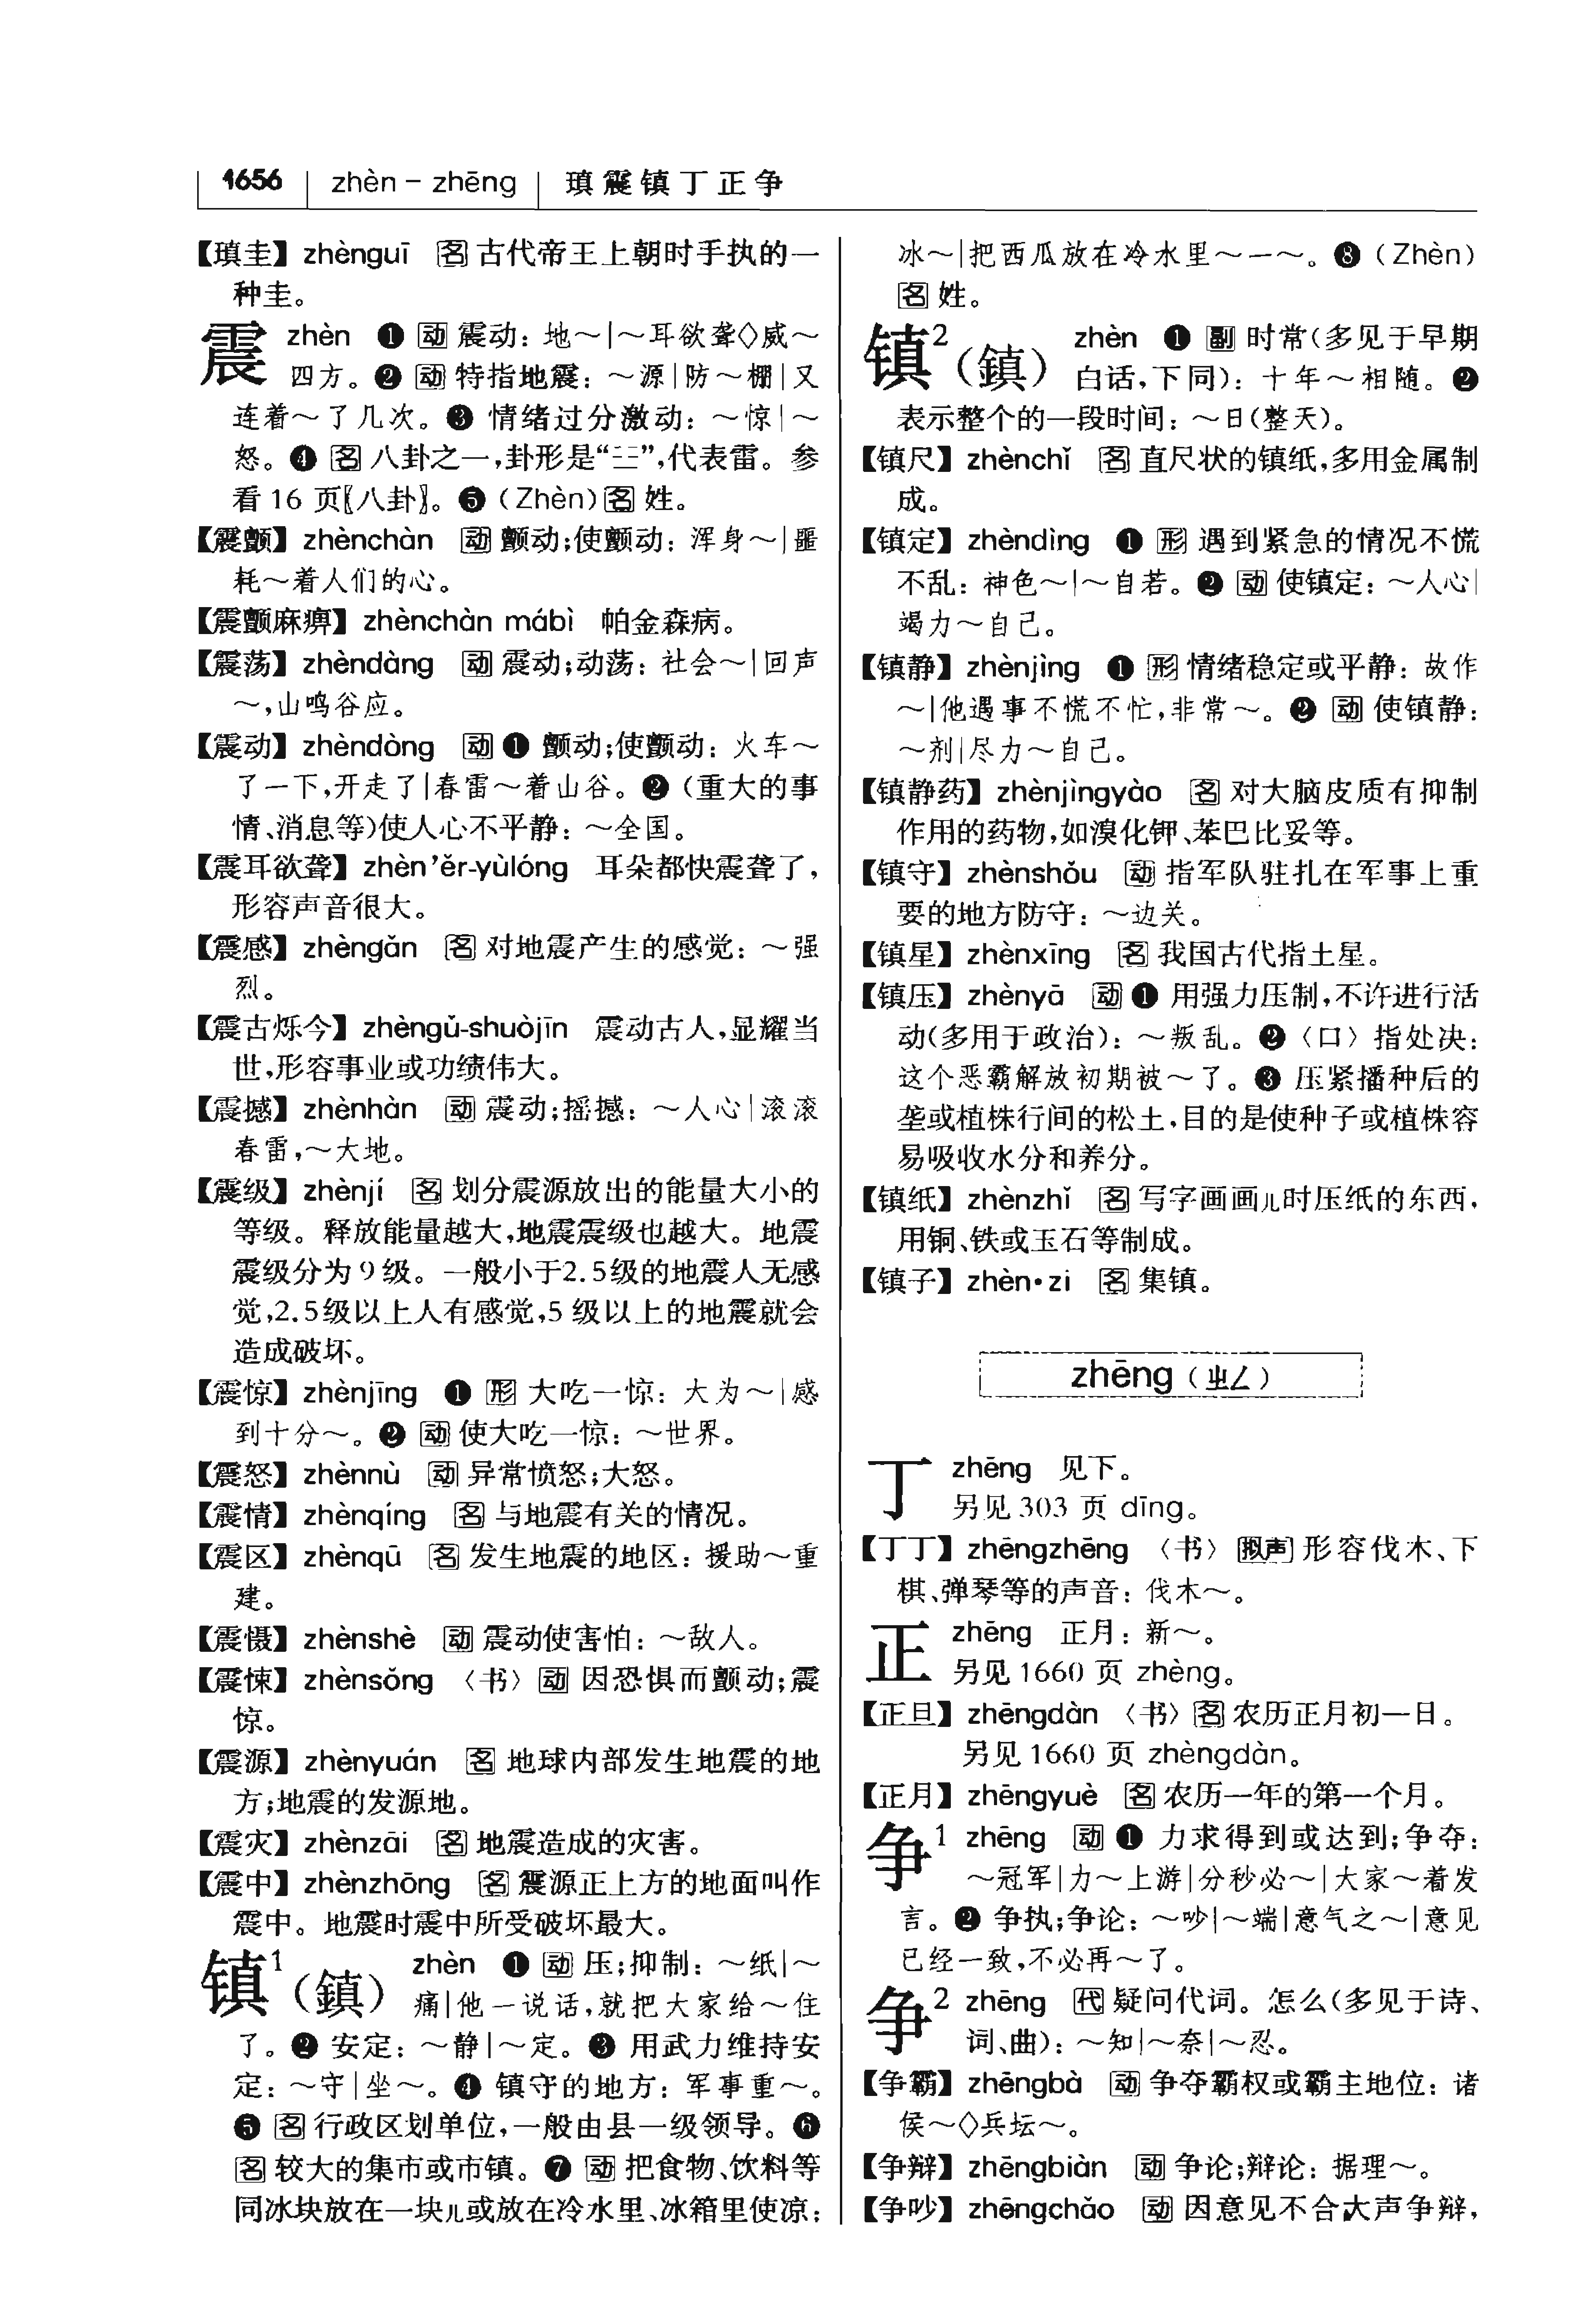 1656 zhèn – zhēng 瑱震镇丁正争
【瑱圭】 zhènguī 名 古代帝王上朝时手执的一
种圭。
震 zhèn ❶ 动 震动：地～|～耳欲聋◇威～
四方。❷ 动 特指地震：～源|防～棚|又
连着～了几次。❸ 情绪过分激动：～惊|～
怒。❹ 名 八卦之一，卦形是“☳”，代表雷。参
看 16 页〖八卦〗。❺（Zhèn）名 姓。
【震颤】 zhènchàn 动 颤动；使颤动：浑身～|噩
耗～着人们的心。
【震颤麻痹】 zhènchàn mábì 帕金森病。
【震荡】 zhèndàng 动 震动；动荡：社会～|回声
～，山鸣谷应。
【震动】 zhèndòng 动 ❶ 颤动；使颤动：火车～
了一下，开走了|春雷～着山谷。❷（重大的事
情、消息等）使人心不平静：～全国。
【震耳欲聋】 zhèn’ěr-yùlóng 耳朵都快震聋了，
形容声音很大。
【震感】 zhèngǎn 名 对地震产生的感觉：～强
烈。
【震古烁今】 zhèngǔ-shuòjīn 震动古人，显耀当
世，形容事业或功绩伟大。
【震撼】 zhènhàn 动 震动；摇撼：～人心|滚滚
春雷，～大地。
【震级】 zhènjí 名 划分震源放出的能量大小的
等级。释放能量越大，地震震级也越大。地震
震级分为9级。一般小于2.5级的地震人无感
觉，2.5级以上人有感觉，5 级以上的地震就会
造成破坏。
【震惊】 zhènjīng ❶ 形 大吃一惊：大为～|感
到十分～。❷ 动 使大吃一惊：～世界。
【震怒】 zhènnù 动 异常愤怒；大怒。
【震情】 zhènqíng 名 与地震有关的情况。
【震区】 zhènqū 名 发生地震的地区：援助～重
建。
【震慑】 zhènshè 动 震动使害怕：～敌人。
【震悚】 zhènsǒng 〈书〉动 因恐惧而颤动；震
惊。
【震源】 zhènyuán 名 地球内部发生地震的地
方；地震的发源地。
【震灾】 zhènzāi 名 地震造成的灾害。
【震中】 zhènzhōng 名 震源正上方的地面叫作
震中。地震时震中所受破坏最大。
镇1（鎮） zhèn ❶ 动 压；抑制：～纸|～
痛|他一说话，就把大家给～住
了。❷ 安定：～静|～定。❸ 用武力维持安
定：～守|坐～。❹ 镇守的地方：军事重～。
❺ 名 行政区划单位，一般由县一级领导。❻
名 较大的集市或市镇。❼ 动 把食物、饮料等
同冰块放在一块儿或放在冷水里、冰箱里使凉：
冰～|把西瓜放在冷水里～一～。❽（Zhèn）
名 姓。
镇2（鎮） zhèn ❶ 副 时常（多见于早期
白话，下同）：十年～相随。❷
表示整个的一段时间：～日（整天）。
【镇尺】 zhènchǐ 名 直尺状的镇纸，多用金属制
成。
【镇定】 zhèndìng ❶ 形 遇到紧急的情况不慌
不乱：神色～|～自若。❷ 动 使镇定：～人心|
竭力～自己。
【镇静】 zhènjìng ❶ 形 情绪稳定或平静：故作
～|他遇事不慌不忙，非常～。❷ 动 使镇静：
～剂|尽力～自己。
【镇静药】 zhènjìngyào 名 对大脑皮质有抑制
作用的药物，如溴化钾、苯巴比妥等。
【镇守】 zhènshǒu 动 指军队驻扎在军事上重
要的地方防守：～边关。
【镇星】 zhènxīng 名 我国古代指土星。
【镇压】 zhènyā 动 ❶ 用强力压制，不许进行活
动（多用于政治）：～叛乱。❷〈口〉指处决：
这个恶霸解放初期被～了。❸ 压紧播种后的
垄或植株行间的松土，目的是使种子或植株容
易吸收水分和养分。
【镇纸】 zhènzhǐ 名 写字画画儿时压纸的东西，
用铜、铁或玉石等制成。
【镇子】 zhèn·zi 名 集镇。
zhēng（ㄓㄥ）
丁 zhēng 见下。
另见 303 页 dīng。
【丁丁】 zhēngzhēng 〈书〉拟声 形容伐木、下
棋、弹琴等的声音：伐木～。
正 zhēng 正月：新～。
另见 1660 页 zhèng。
【正旦】 zhēngdàn 〈书〉名 农历正月初一日。
另见 1660 页 zhèngdàn。
【正月】 zhēngyuè 名 农历一年的第一个月。
争1 zhēng 动 ❶ 力求得到或达到；争夺：
～冠军|力～上游|分秒必～|大家～着发
言。❷ 争执；争论：～吵|～端|意气之～|意见
已经一致，不必再～了。
争2 zhēng 代 疑问代词。怎么（多见于诗、
词、曲）：～知|～奈|～忍。
【争霸】 zhēngbà 动 争夺霸权或霸主地位：诸
侯～◇兵坛～。
【争辩】 zhēngbiàn 动 争论；辩论：据理～。
【争吵】 zhēngchǎo 动 因意见不合大声争辩，